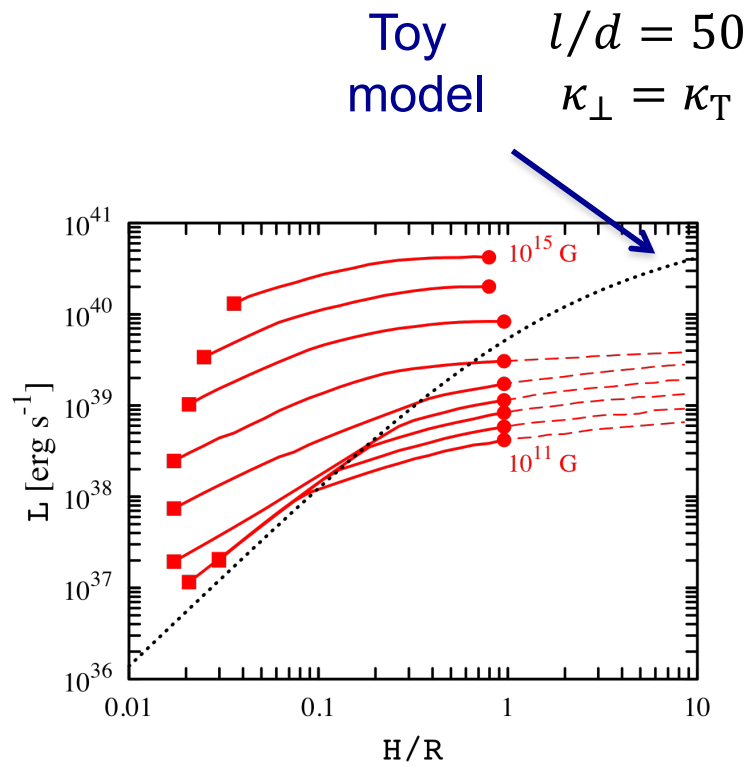 Toy l/d = 50
model κ⊥ = κT
10^41
10^40
10^39
10^38
10^37
10^36
L [erg s^-1]
10^15 G
10^11 G
0.01 0.1 1 10
H/R